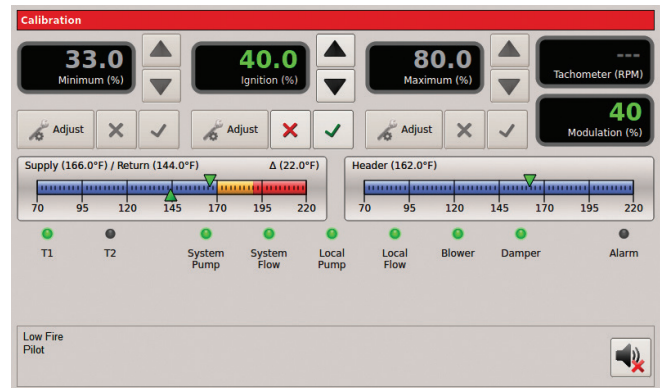 Calibration
33.0
Minimum (%)
40.0
Ignition (%)
80.0
Maximum (%)
---
Tachometer (RPM)
Adjust
Adjust
Adjust
40
Modulation (%)
Supply (166.0°F) / Return (144.0°F) Δ (22.0°F)
70 95 120 145 170 195 220
Header (162.0°F)
70 95 120 145 170 195 220
T1
T2
System Pump
System Flow
Local Pump
Local Flow
Blower
Damper
Alarm
Low Fire
Pilot